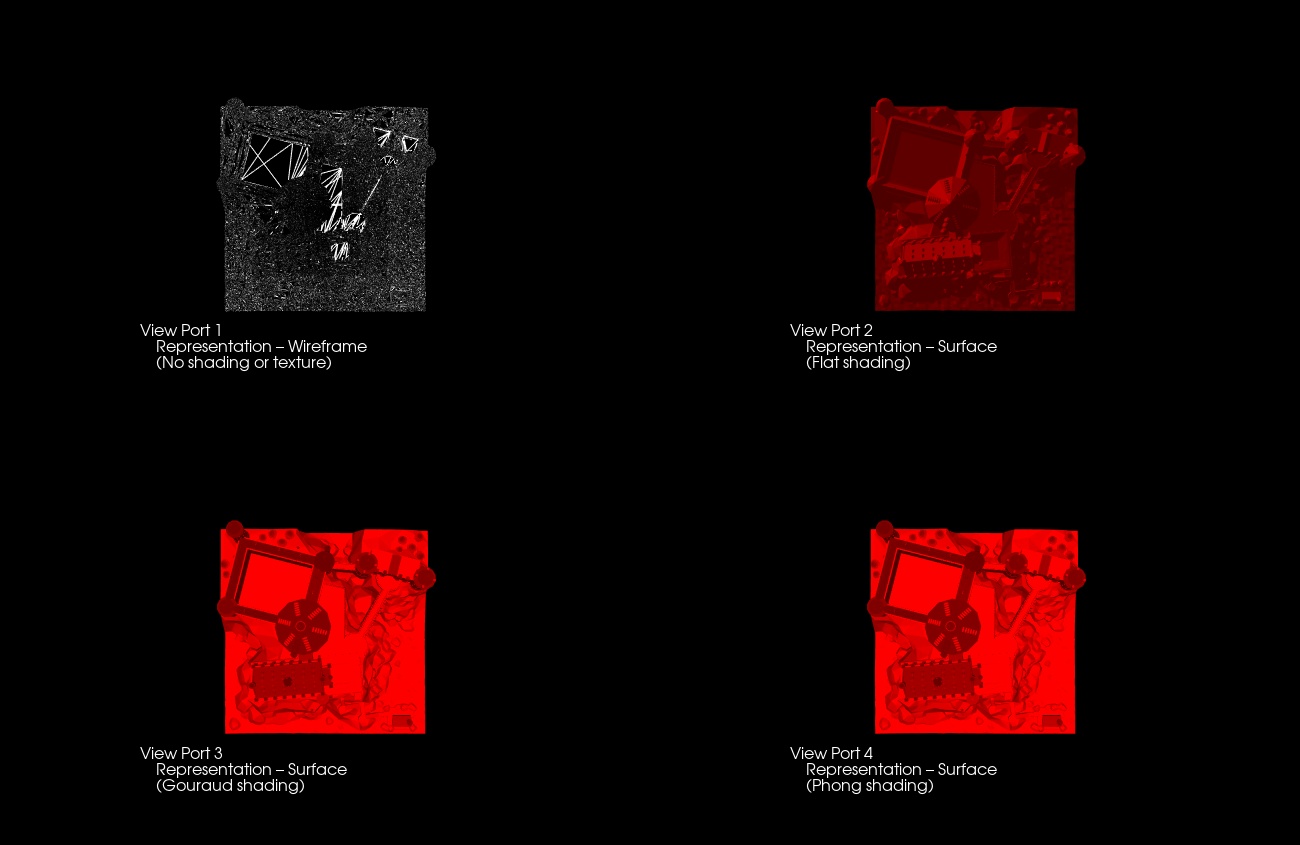 View Port 1
Representation – Wireframe
(No shading or texture)
View Port 2
Representation – Surface
(Flat shading)
View Port 3
Representation – Surface
(Gouraud shading)
View Port 4
Representation – Surface
(Phong shading)